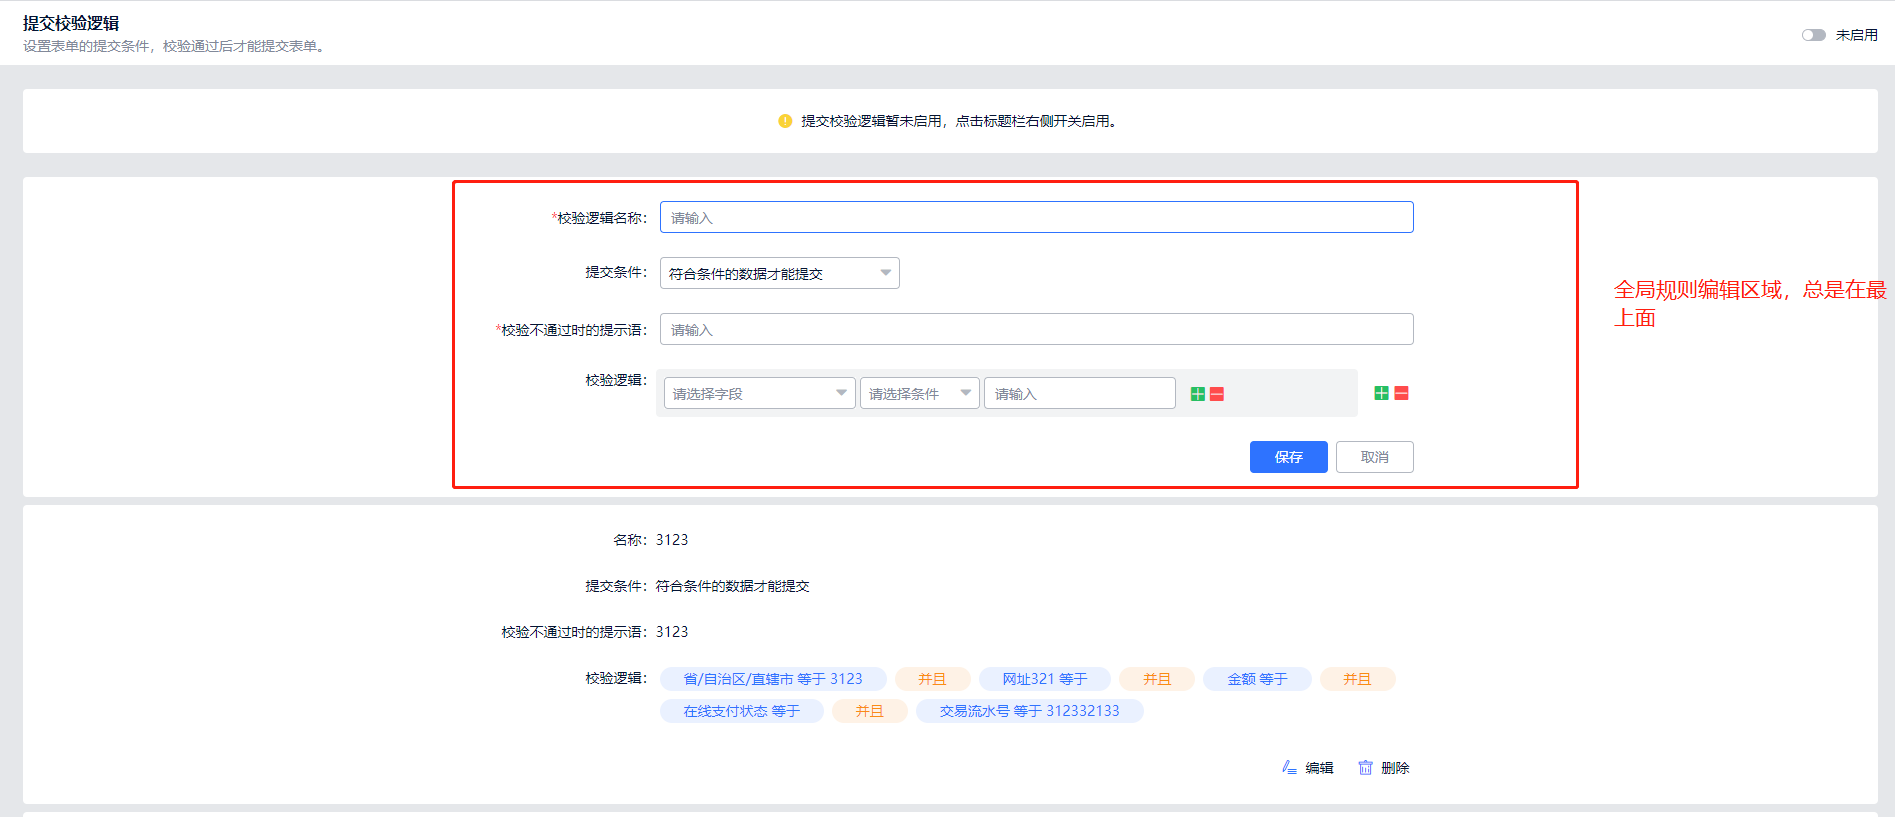 提交校验逻辑
设置表单的提交条件，校验通过后才能提交表单。
未启用
提交校验逻辑暂未启用，点击标题栏右侧开关启用。
*校验逻辑名称： 请输入
提交条件： 符合条件的数据才能提交
全局规则编辑区域，总是在最
上面
*校验不通过时的提示语： 请输入
校验逻辑： 请选择字段 请选择条件 请输入
保存 取消
名称：3123
提交条件：符合条件的数据才能提交
校验不通过时的提示语：3123
校验逻辑： 省/自治区/直辖市 等于 3123 并且 网址321 等于 并且 金额 等于 并且
在线支付状态 等于 并且 交易流水号 等于 312332133
编辑 删除